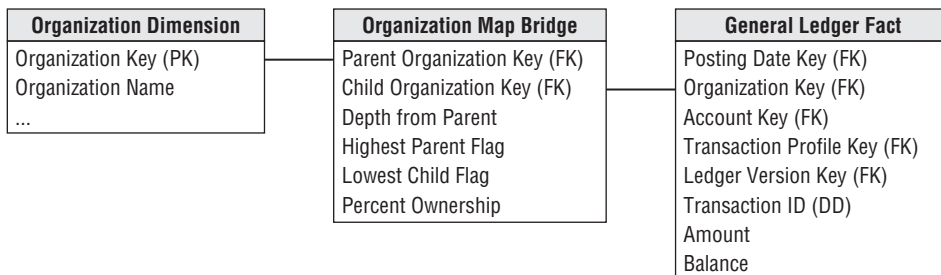 Organization Dimension
Organization Key (PK)
Organization Name
...
Organization Map Bridge
Parent Organization Key (FK)
Child Organization Key (FK)
Depth from Parent
Highest Parent Flag
Lowest Child Flag
Percent Ownership
General Ledger Fact
Posting Date Key (FK)
Organization Key (FK)
Account Key (FK)
Transaction Profile Key (FK)
Ledger Version Key (FK)
Transaction ID (DD)
Amount
Balance